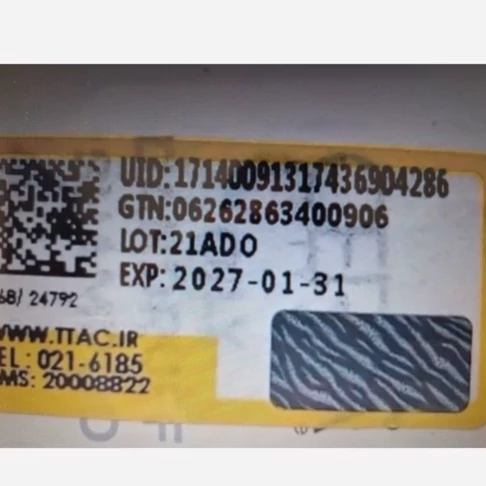 UID:17140091317436904286
GTN:06262863400906
LOT:21ADO
EXP: 2027-01-31
68/ 24792
WWW.TTAC.IR
EL : 021-6185
MS: 20008822